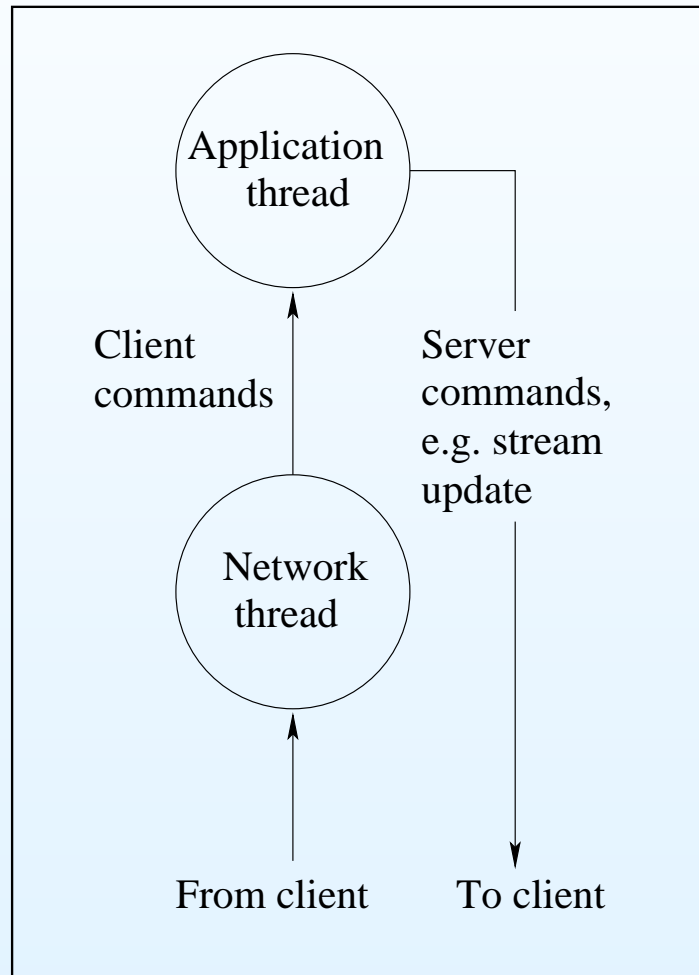 Application
thread
Client
commands
Server
commands,
e.g. stream
update
Network
thread
From client
To client